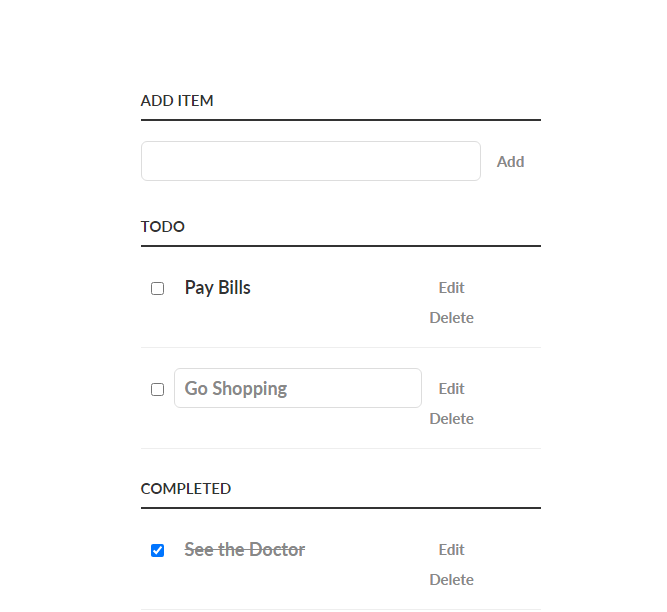 ADD ITEM
Add
TODO
Pay Bills Edit
Delete
Go Shopping Edit
Delete
COMPLETED
See the Doctor Edit
Delete